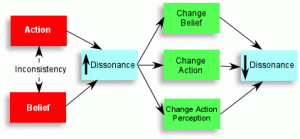 Action
Inconsistency
Belief
Dissonance
Change
Belief
Change
Action
Change Action
Perception
Dissonance